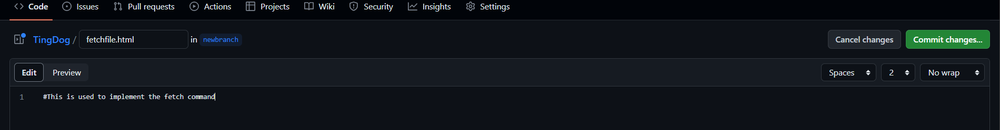 Code Issues Pull requests Actions Projects Wiki Security Insights Settings
TingDog / fetchfile.html in newbranch Cancel changes Commit changes...
Edit Preview Spaces 2 No wrap
1 #This is used to implement the fetch command